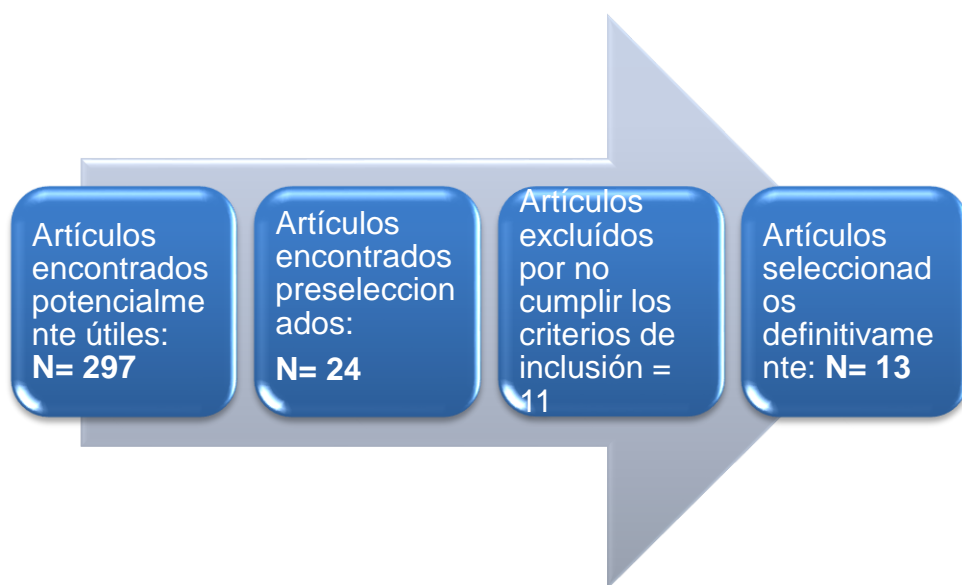 Artículos
encontrados
potencialme
nte útiles:
N= 297
Artículos
encontrados
preseleccion
ados:
N= 24
Artículos
excluídos
por no
cumplir los
criterios de
inclusión =
11
Artículos
seleccionad
os
definitivame
nte: N= 13